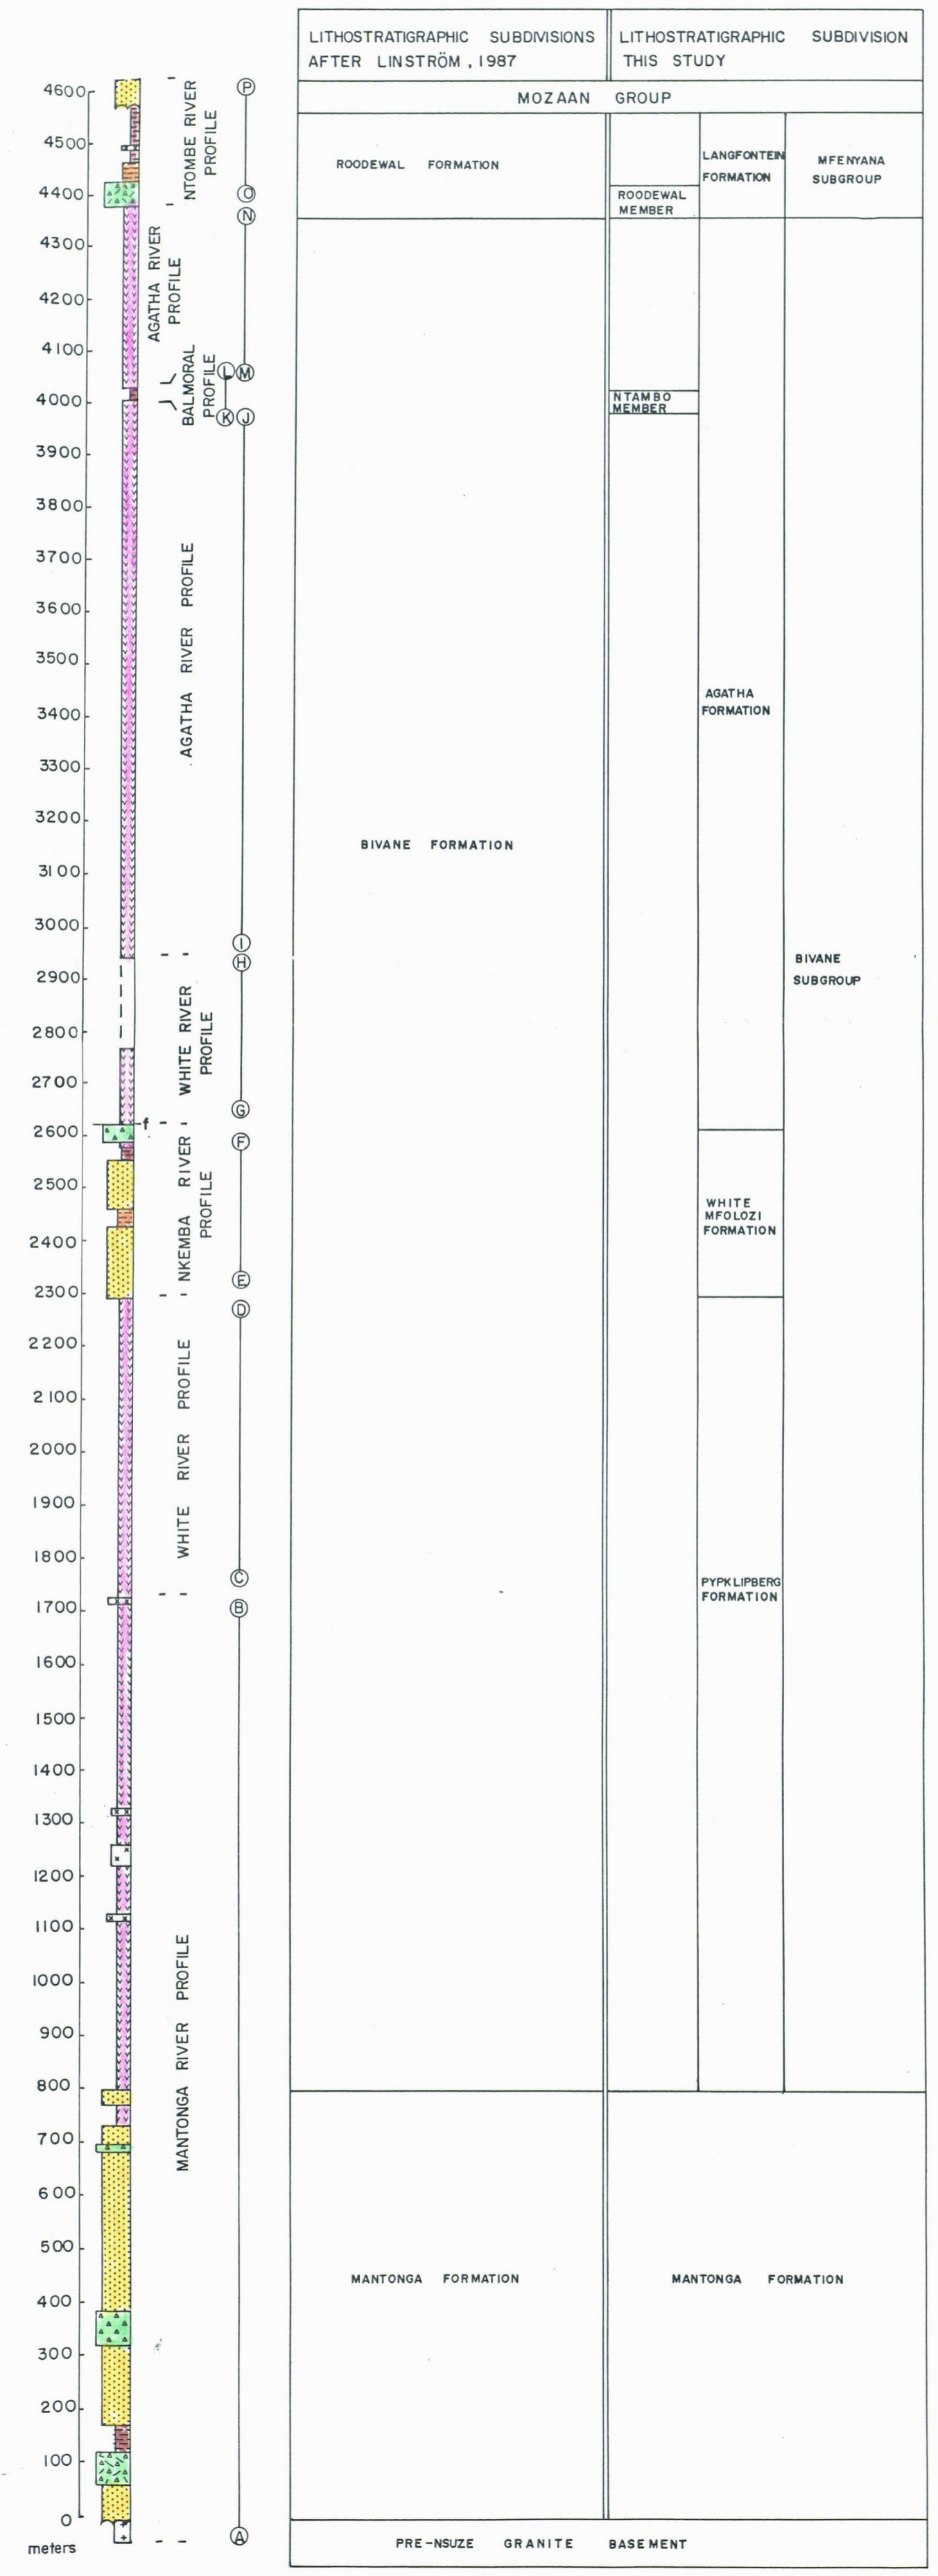 LITHOSTRATIGRAPHIC SUBDIVISIONS
AFTER LINSTRÖM, 1987
LITHOSTRATIGRAPHIC SUBDIVISION
THIS STUDY
MOZAAN GROUP
ROODEWAL FORMATION
LANGFONTEIN
FORMATION
MFENYANA
SUBGROUP
ROODEWAL
MEMBER
NTAMBO
MEMBER
AGATHA
FORMATION
BIVANE FORMATION
BIVANE
SUBGROUP
WHITE
MFOLOZI
FORMATION
PYPKLIPBERG
FORMATION
MANTONGA FORMATION
MANTONGA FORMATION
PRE-NSUZE GRANITE BASEMENT
4600
4500
4400
4300
4200
4100
4000
3900
3800
3700
3600
3500
3400
3300
3200
3100
3000
2900
2800
2700
2600
2500
2400
2300
2200
2100
2000
1900
1800
1700
1600
1500
1400
1300
1200
1100
1000
900
800
700
600
500
400
300
200
100
0
meters
f
NTOMBE RIVER
PROFILE
AGATHA RIVER
PROFILE
BALMORAL
PROFILE
AGATHA RIVER PROFILE
WHITE RIVER
PROFILE
NKEMBA RIVER
PROFILE
WHITE RIVER PROFILE
MANTONGA RIVER PROFILE
P
O
N
L M
K J
I
H
G
F
E
D
C
B
A